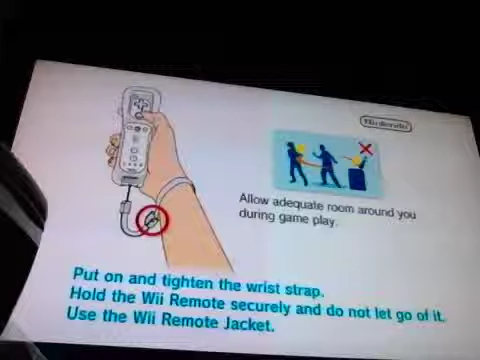 Nintendo
Allow adequate room around you
during game play.
Put on and tighten the wrist strap.
Hold the Wii Remote securely and do not let go of it.
Use the Wii Remote Jacket.